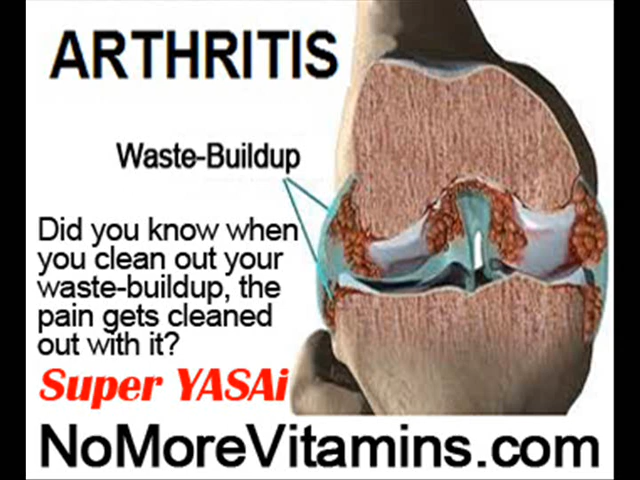 ARTHRITIS
Waste-Buildup
Did you know when
you clean out your
waste-buildup, the
pain gets cleaned
out with it?
Super YASAi
NoMoreVitamins.com